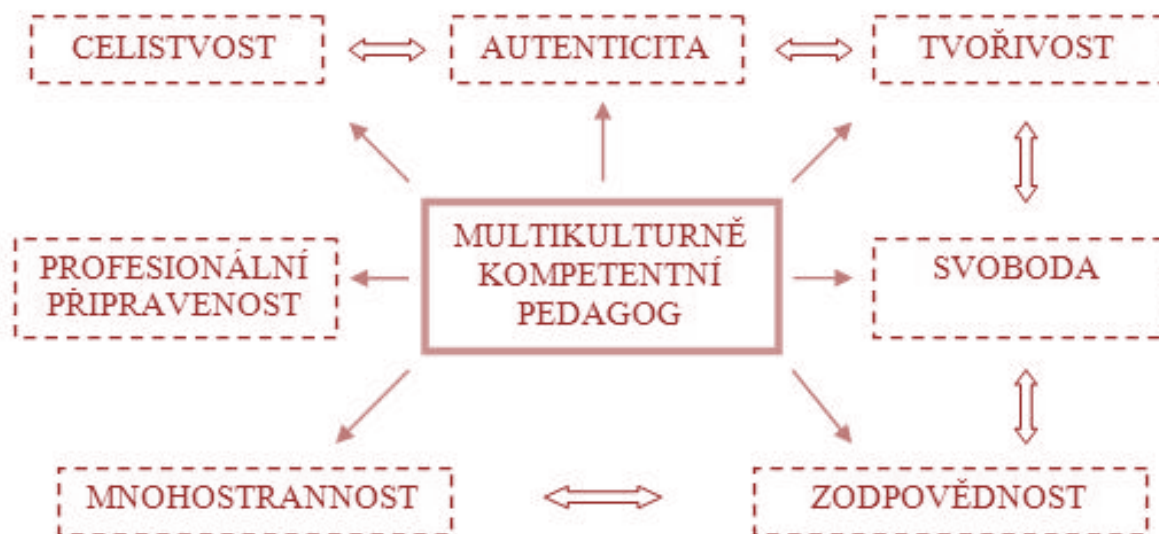 CELISTVOST
AUTENTICITA
TVOŘIVOST
PROFESIONÁLNÍ
PŘIPRAVENOST
MULTIKULTURNĚ
KOMPETENTNÍ
PEDAGOG
SVOBODA
MNOHOSTRANNOST
ZODPOVĚDNOST